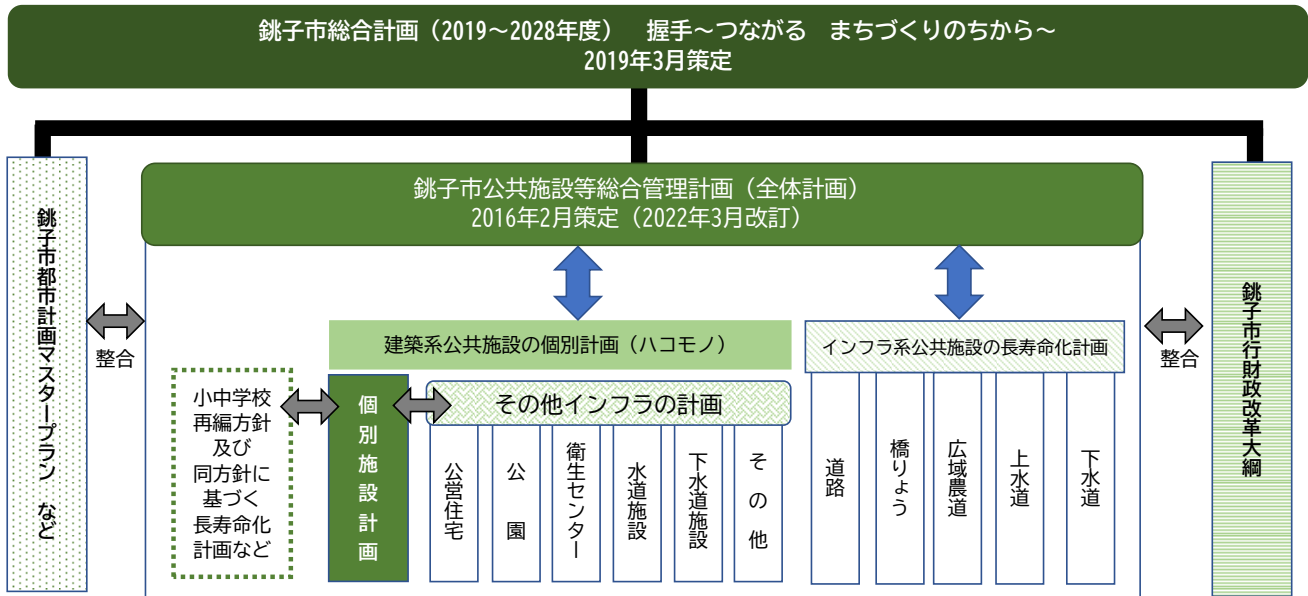 銚子市総合計画（2019～2028年度）　握手～つながる　まちづくりのちから～
2019年3月策定
銚子市公共施設等総合管理計画（全体計画）
2016年2月策定（2022年3月改訂）
銚子市都市計画マスタープラン　など
整合
建築系公共施設の個別計画（ハコモノ）
インフラ系公共施設の長寿命化計画
整合
銚子市行財政改革大綱
小中学校
再編方針
及び
同方針に
基づく
長寿命化
計画など
個別施設計画
その他インフラの計画
公営住宅
公　園
衛生センター
水道施設
下水道施設
そ の 他
道路
橋りょう
広域農道
上水道
下水道